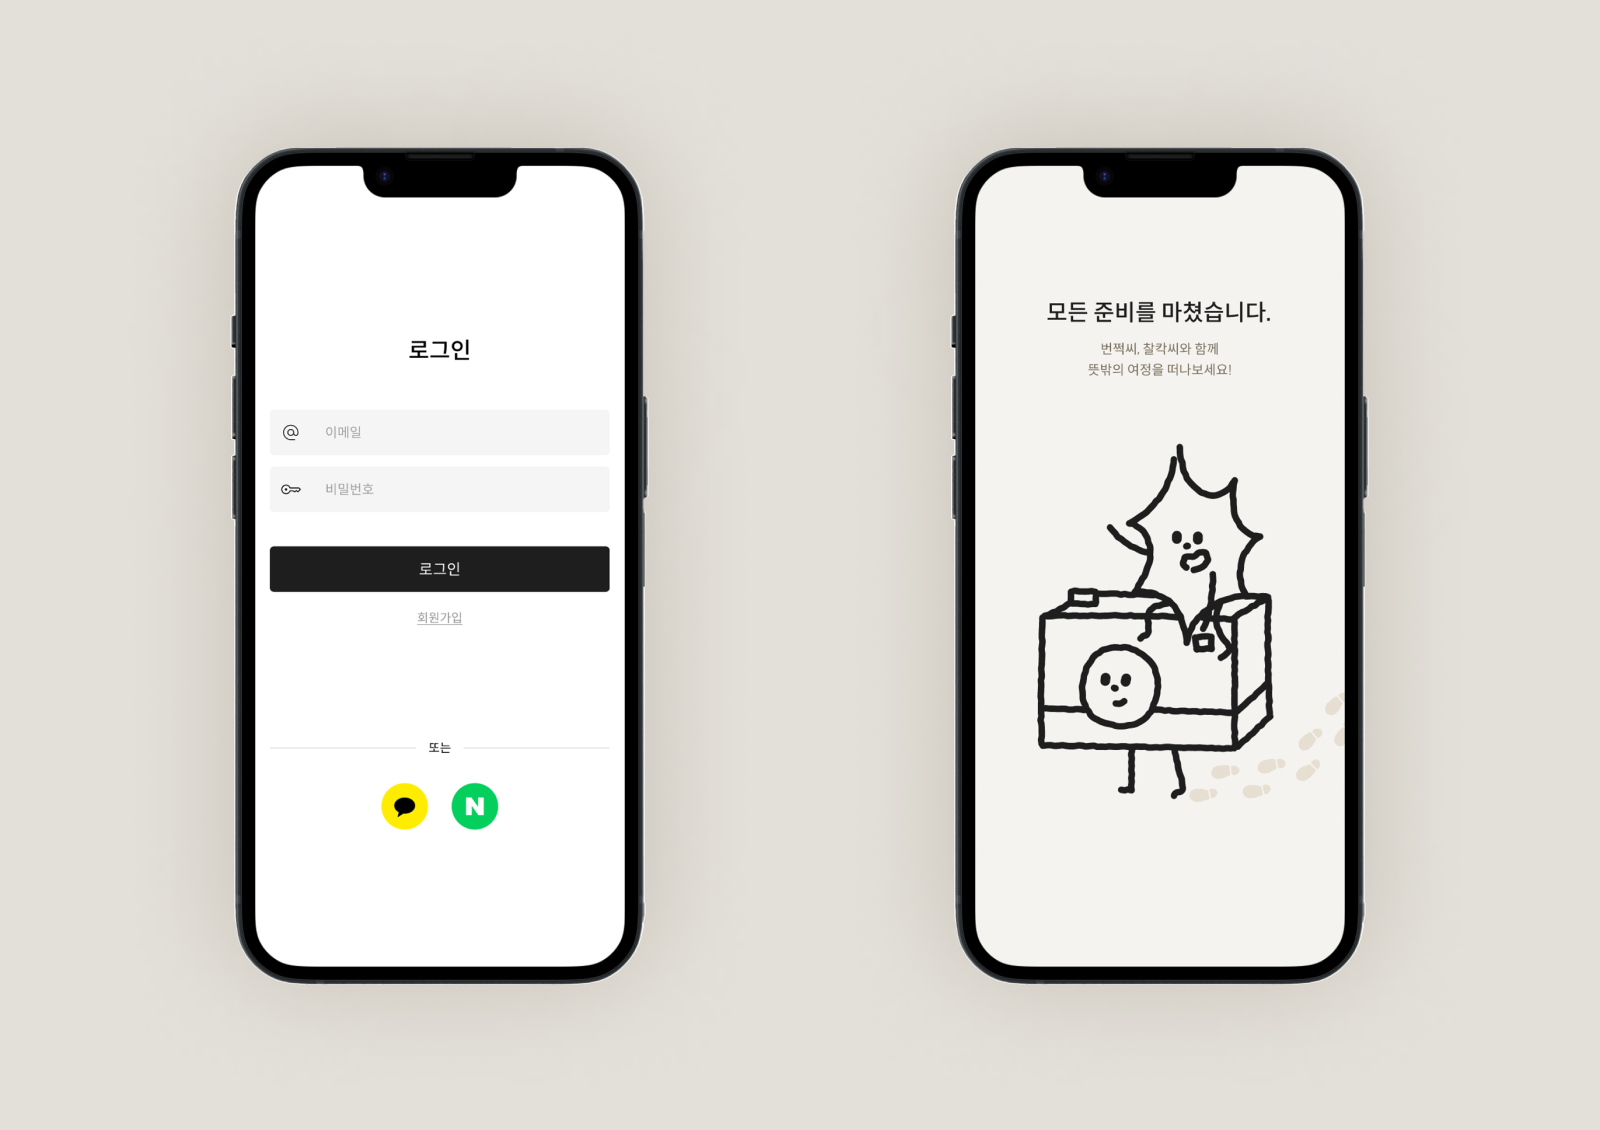 로그인
@ 이메일
비밀번호
로그인
회원가입
또는
N
모든 준비를 마쳤습니다.
번쩍씨, 찰칵씨와 함께
뜻밖의 여정을 떠나보세요!